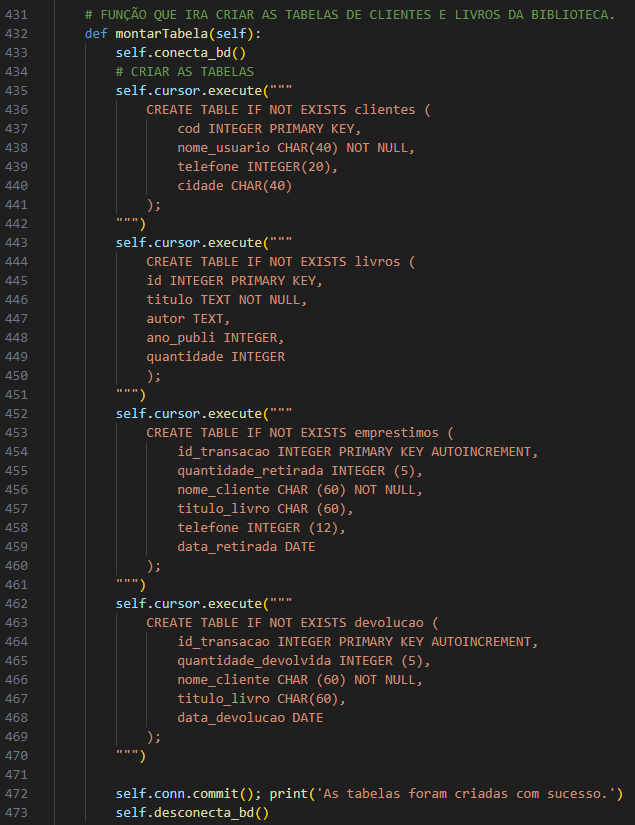 431 # FUNÇÃO QUE IRA CRIAR AS TABELAS DE CLIENTES E LIVROS DA BIBLIOTECA.
432 def montarTabela(self):
433 self.conecta_bd()
434 # CRIAR AS TABELAS
435 self.cursor.execute("""
436 CREATE TABLE IF NOT EXISTS clientes (
437 cod INTEGER PRIMARY KEY,
438 nome_usuario CHAR(40) NOT NULL,
439 telefone INTEGER(20),
440 cidade CHAR(40)
441 );
442 """)
443 self.cursor.execute("""
444 CREATE TABLE IF NOT EXISTS livros (
445 id INTEGER PRIMARY KEY,
446 titulo TEXT NOT NULL,
447 autor TEXT,
448 ano_publi INTEGER,
449 quantidade INTEGER
450 );
451 """)
452 self.cursor.execute("""
453 CREATE TABLE IF NOT EXISTS emprestimos (
454 id_transacao INTEGER PRIMARY KEY AUTOINCREMENT,
455 quantidade_retirada INTEGER (5),
456 nome_cliente CHAR (60) NOT NULL,
457 titulo_livro CHAR (60),
458 telefone INTEGER (12),
459 data_retirada DATE
460 );
461 """)
462 self.cursor.execute("""
463 CREATE TABLE IF NOT EXISTS devolucao (
464 id_transacao INTEGER PRIMARY KEY AUTOINCREMENT,
465 quantidade_devolvida INTEGER (5),
466 nome_cliente CHAR (60) NOT NULL,
467 titulo_livro CHAR(60),
468 data_devolucao DATE
469 );
470 """)
471
472 self.conn.commit(); print('As tabelas foram criadas com sucesso.')
473 self.desconecta_bd()